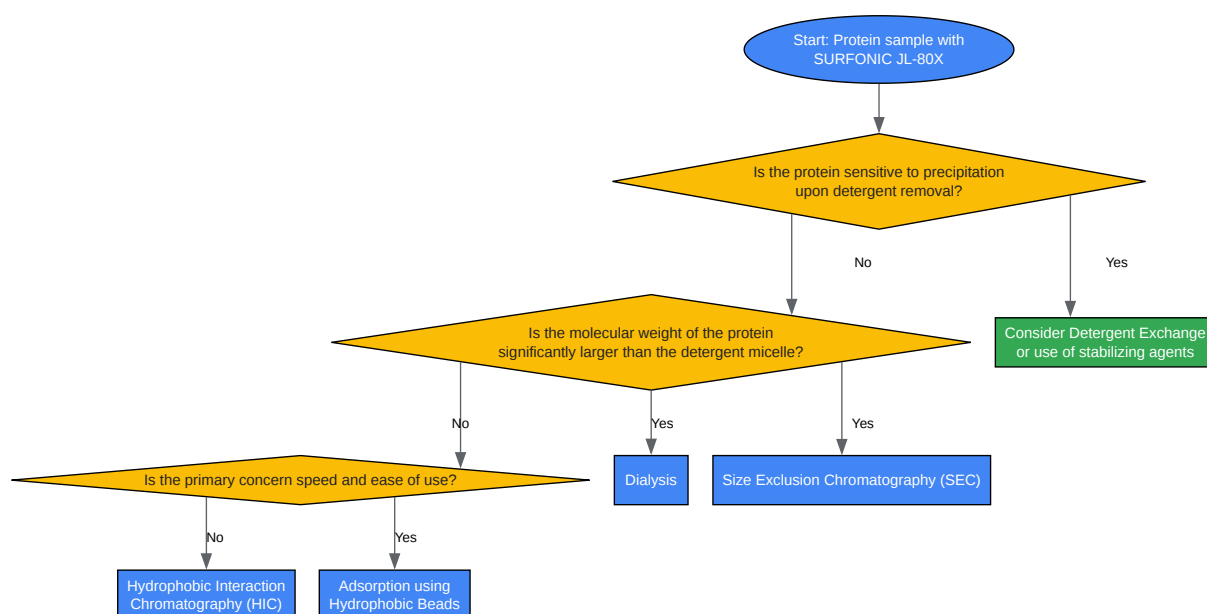 Start: Protein sample with
SURFONIC JL-80X
Is the protein sensitive to precipitation
upon detergent removal?
No
Yes
Is the molecular weight of the protein
significantly larger than the detergent micelle?
Consider Detergent Exchange
or use of stabilizing agents
No
Yes
Yes
Is the primary concern speed and ease of use?
Dialysis
Size Exclusion Chromatography (SEC)
No
Yes
Hydrophobic Interaction
Chromatography (HIC)
Adsorption using
Hydrophobic Beads